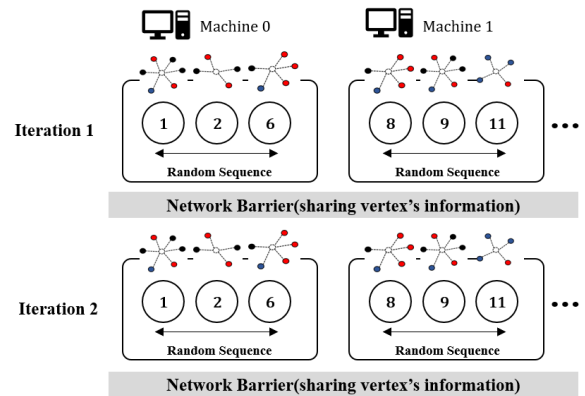 Machine 0 Machine 1
Iteration 1
1 2 6 8 9 11
Random Sequence Random Sequence
Network Barrier(sharing vertex's information)
Iteration 2
1 2 6 8 9 11
Random Sequence Random Sequence
Network Barrier(sharing vertex's information)